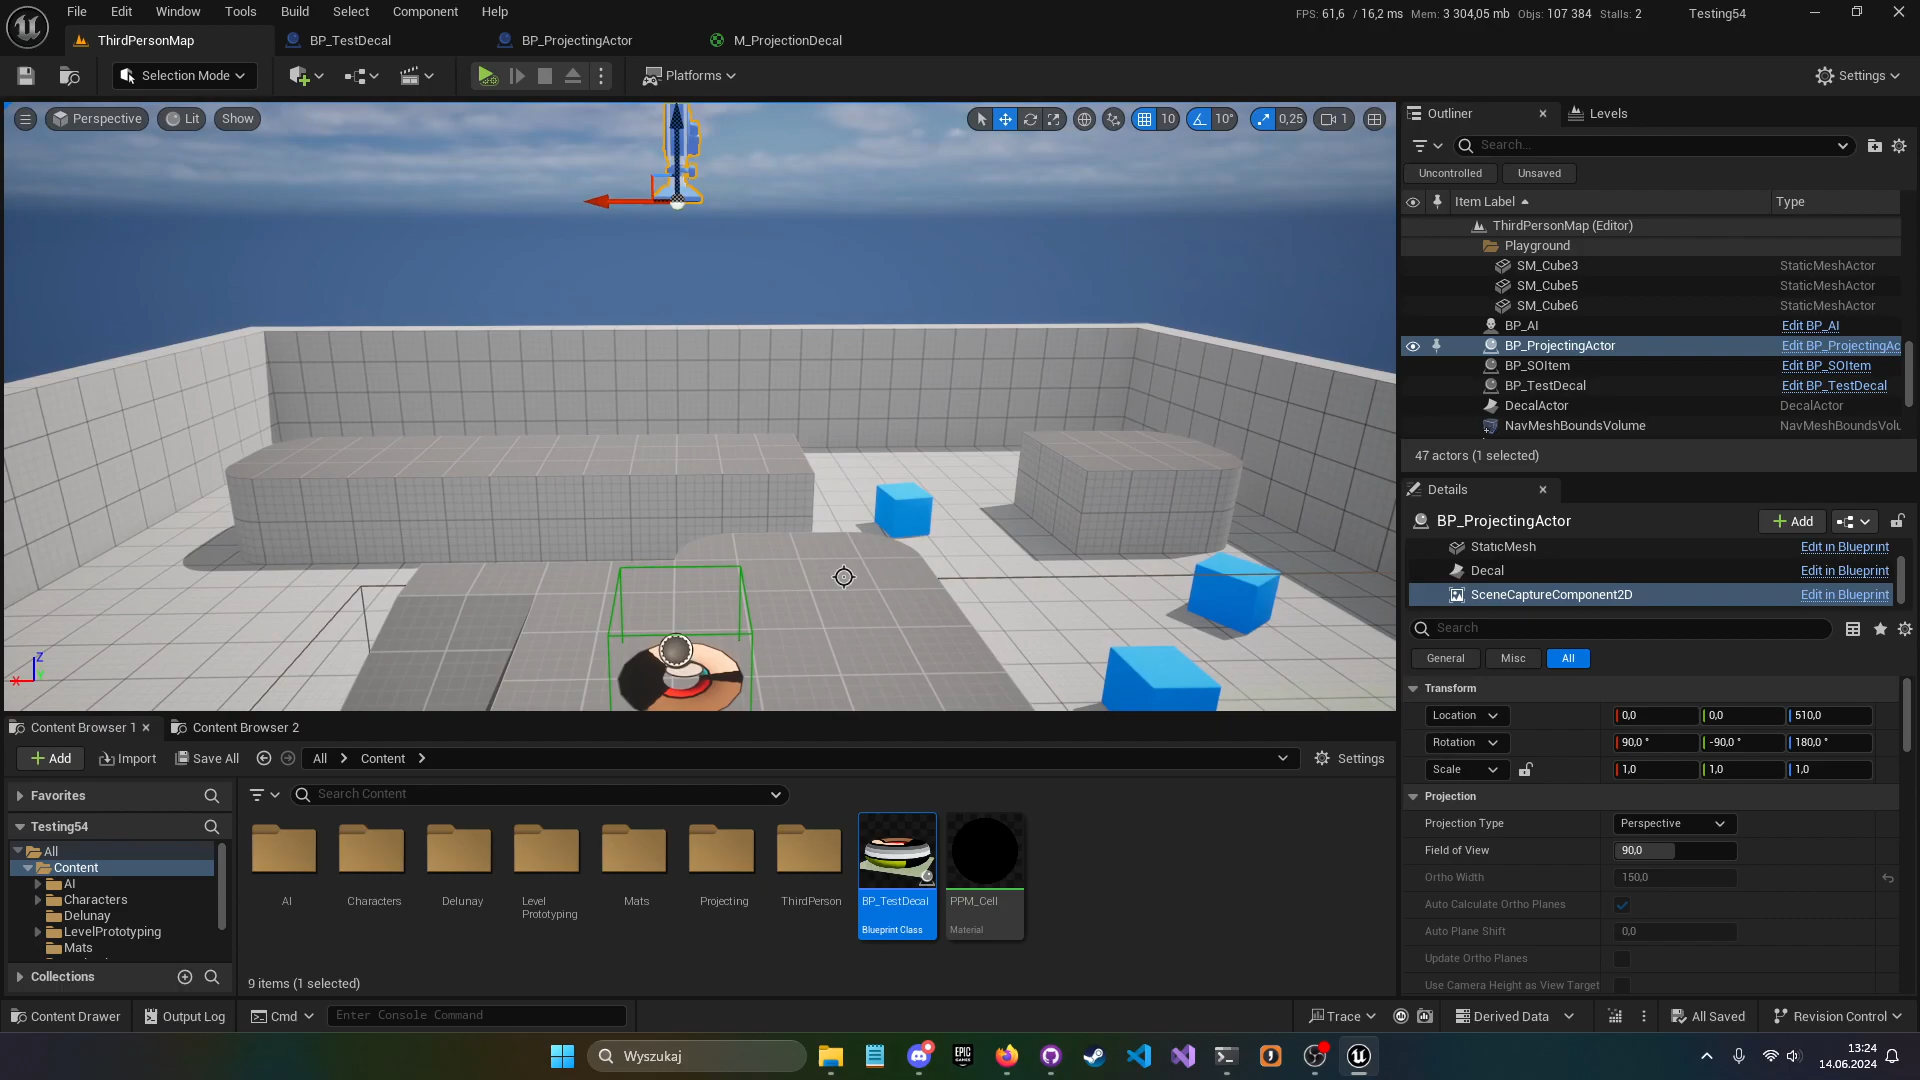 File Edit Window Tools Build Select Component Help
FPS: 61,6 / 16,2 ms Mem: 3 304,05 mb Objs: 107 384 Stalls: 2
Testing54
ThirdPersonMap
BP_TestDecal
BP_ProjectingActor
M_ProjectionDecal
Selection Mode
Platforms
Settings
Perspective
Lit
Show
10
10°
0,25
1
Outliner
Levels
Search...
Uncontrolled
Unsaved
Item Label
Type
ThirdPersonMap (Editor)
Playground
SM_Cube3 StaticMeshActor
SM_Cube5 StaticMeshActor
SM_Cube6 StaticMeshActor
BP_AI Edit BP_AI
BP_ProjectingActor Edit BP_ProjectingAc
BP_SOItem Edit BP_SOItem
BP_TestDecal Edit BP_TestDecal
DecalActor DecalActor
NavMeshBoundsVolume NavMeshBoundsVolu
47 actors (1 selected)
Details
BP_ProjectingActor
Add
StaticMesh Edit in Blueprint
Decal Edit in Blueprint
SceneCaptureComponent2D Edit in Blueprint
Search
General
Misc
All
Transform
Location 0,0 0,0 510,0
Rotation 90,0 ° -90,0 ° 180,0 °
Scale 1,0 1,0 1,0
Projection
Projection Type Perspective
Field of View 90,0
Ortho Width 150,0
Auto Calculate Ortho Planes
Auto Plane Shift 0,0
Update Ortho Planes
Use Camera Height as View Target
Z
X
Content Browser 1
Content Browser 2
Add
Import
Save All
All
Content
Settings
Favorites
Search Content
Testing54
All
Content
AI
Characters
Delunay
LevelPrototyping
Mats
Collections
AI
Characters
Delunay
Level
Prototyping
Mats
Projecting
ThirdPerson
BP_TestDecal
Blueprint Class
PPM_Cell
Material
9 items (1 selected)
Content Drawer
Output Log
Cmd
Enter Console Command
Trace
Derived Data
All Saved
Revision Control
Wyszukaj
EPIC
GAMES
13:24
14.06.2024